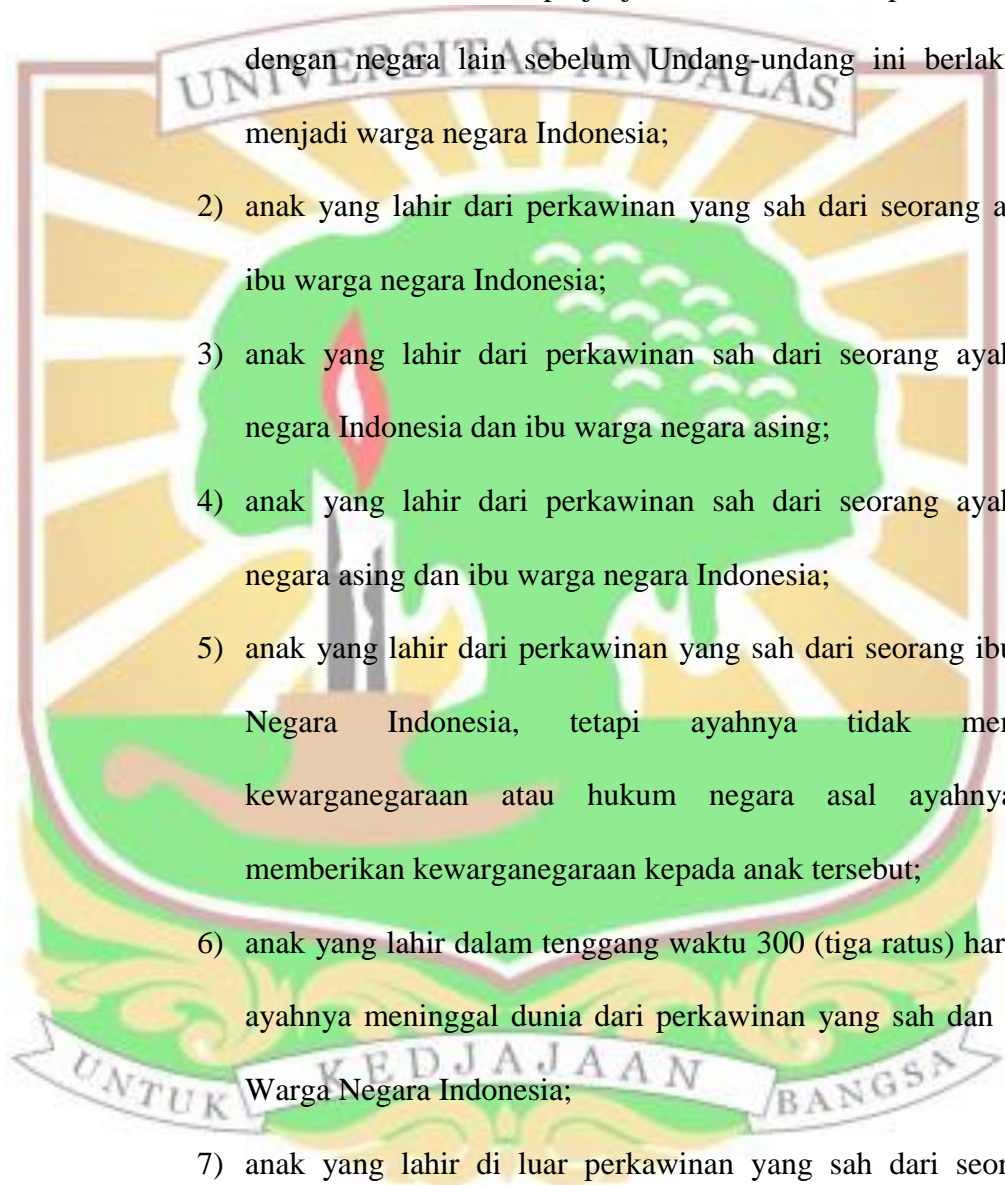 dengan negara lain sebelum Undang-undang ini berlak
UNIVERSITAS ANDALAS
menjadi warga negara Indonesia;
2) anak yang lahir dari perkawinan yang sah dari seorang a
ibu warga negara Indonesia;
3) anak yang lahir dari perkawinan sah dari seorang ayal
negara Indonesia dan ibu warga negara asing;
4) anak yang lahir dari perkawinan sah dari seorang ayal
negara asing dan ibu warga negara Indonesia;
5) anak yang lahir dari perkawinan yang sah dari seorang ibu
Negara Indonesia, tetapi ayahnya tidak mer
kewarganegaraan atau hukum negara asal ayahnya
memberikan kewarganegaraan kepada anak tersebut;
6) anak yang lahir dalam tenggang waktu 300 (tiga ratus) har
ayahnya meninggal dunia dari perkawinan yang sah dan
UNTUK KEDJAJAAN BANGSA
Warga Negara Indonesia;
7) anak yang lahir di luar perkawinan yang sah dari seor